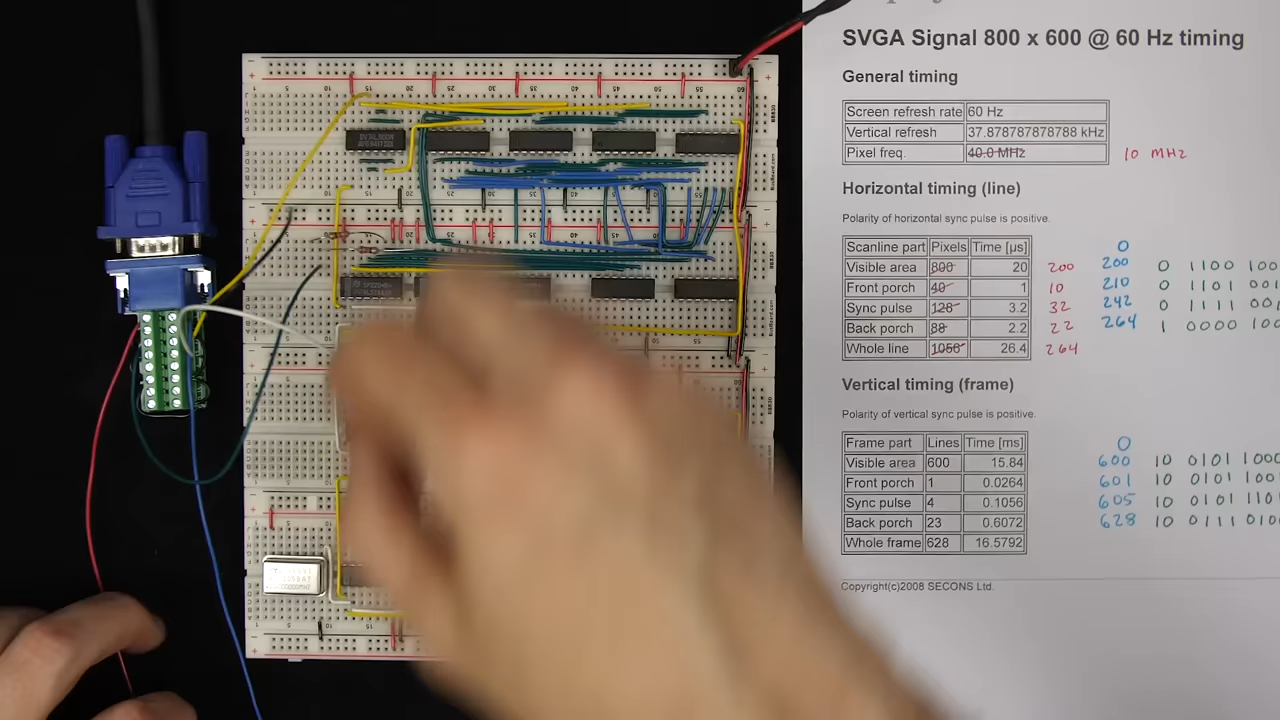 SVGA Signal 800 x 600 @ 60 Hz timing
General timing
Screen refresh rate 60 Hz
Vertical refresh 37.878787878788 kHz
Pixel freq. 40.0 MHz 10 MHz
Horizontal timing (line)
Polarity of horizontal sync pulse is positive.
Scanline part Pixels Time [µs] 0
Visible area 800 20 200 200 0 1100 100
Front porch 40 1 10 210 0 1101 001
Sync pulse 128 3.2 32 242 0 1111 00
Back porch 88 2.2 22 264 1 0000 100
Whole line 1056 26.4 264
Vertical timing (frame)
Polarity of vertical sync pulse is positive.
Frame part Lines Time [ms] 0
Visible area 600 15.84 600 10 0101 1000
Front porch 1 0.0264 601 10 0101 100
Sync pulse 4 0.1056 605 10 0101 110
Back porch 23 0.6072 628 10 0111 010
Whole frame 628 16.5792
Copyright(c)2008 SECONS Ltd.